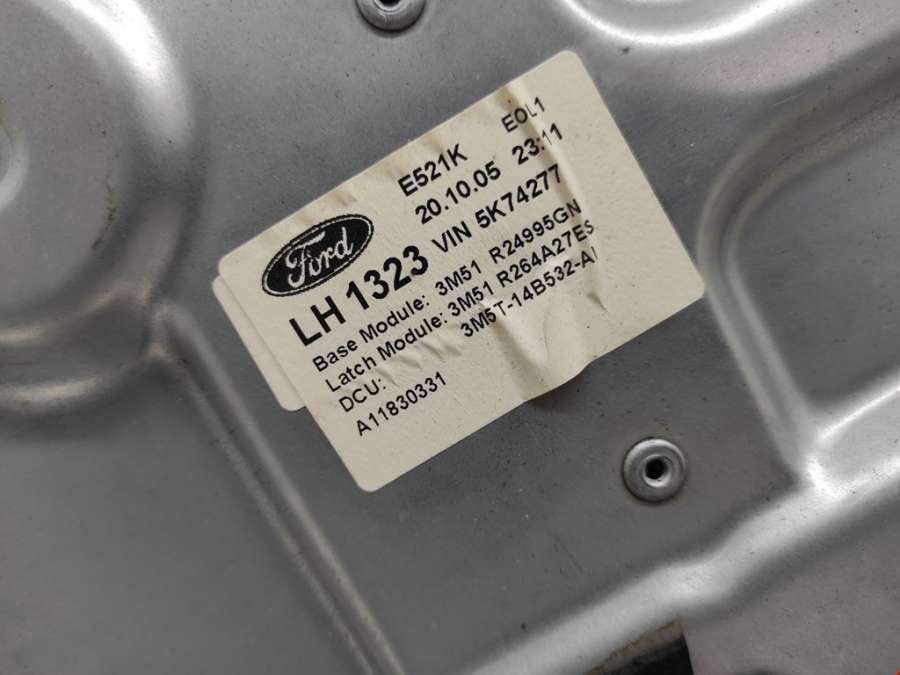 E521K EOL1
20.10.05 23:11
Ford
LH 1323 VIN 5K74277
Base Module: 3M51 R24995GN
Latch Module: 3M51 R264A27ES
DCU: 3M5T-14B532-A
A11830331